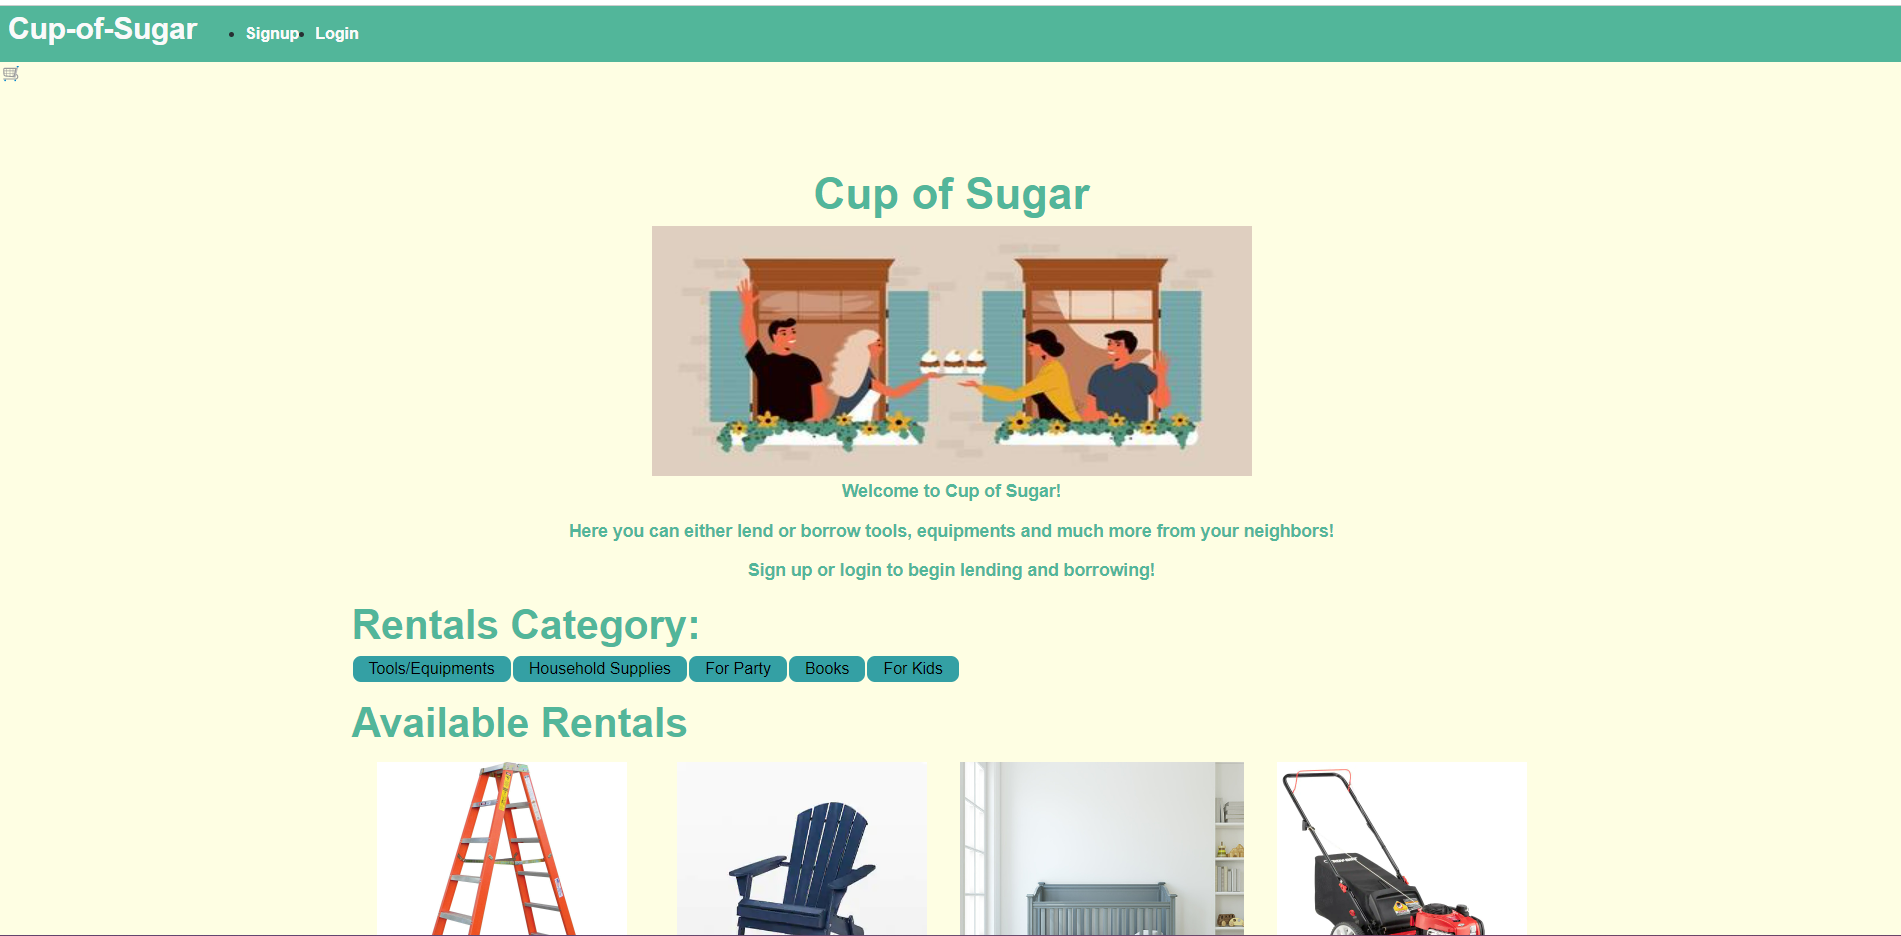 Cup-of-Sugar
Signup
Login
Cup of Sugar
Welcome to Cup of Sugar!
Here you can either lend or borrow tools, equipments and much more from your neighbors!
Sign up or login to begin lending and borrowing!
Rentals Category:
Tools/Equipments Household Supplies For Party Books For Kids
Available Rentals